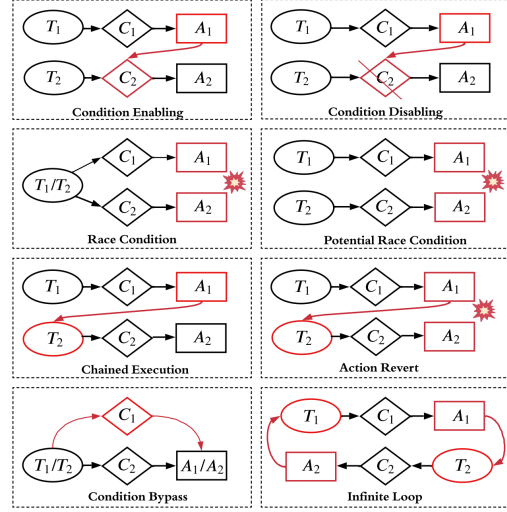 T1 C1 A1
T2 C2 A2
Condition Enabling
T1 C1 A1
T2 C2 A2
Condition Disabling
C1 A1
T1/T2
C2 A2
Race Condition
T1 C1 A1
T2 C2 A2
Potential Race Condition
T1 C1 A1
T2 C2 A2
Chained Execution
T1 C1 A1
T2 C2 A2
Action Revert
C1
T1/T2 C2 A1/A2
Condition Bypass
T1 C1 A1
A2 C2 T2
Infinite Loop